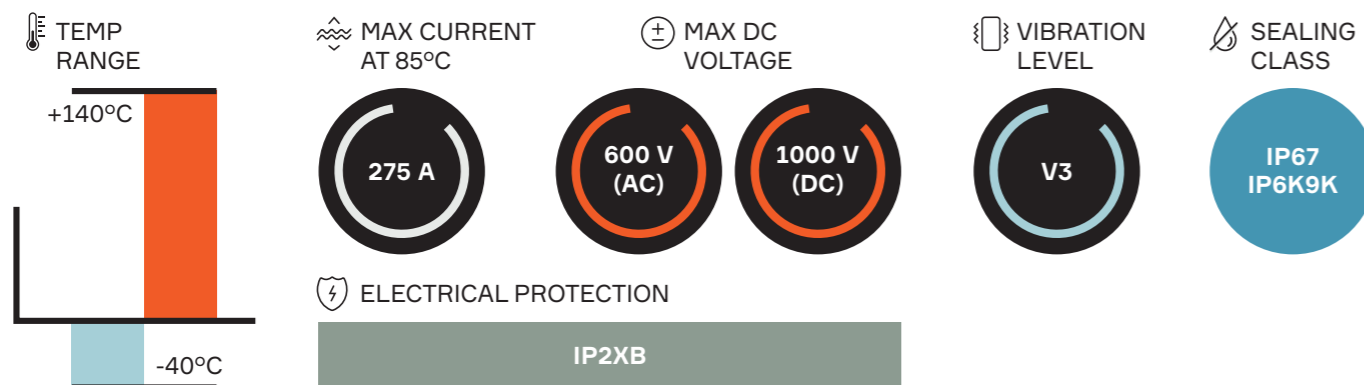 TEMP
RANGE
+140°C
-40°C
MAX CURRENT
AT 85°C
275 A
MAX DC
VOLTAGE
600 V
(AC)
1000 V
(DC)
VIBRATION
LEVEL
V3
SEALING
CLASS
IP67
IP6K9K
ELECTRICAL PROTECTION
IP2XB